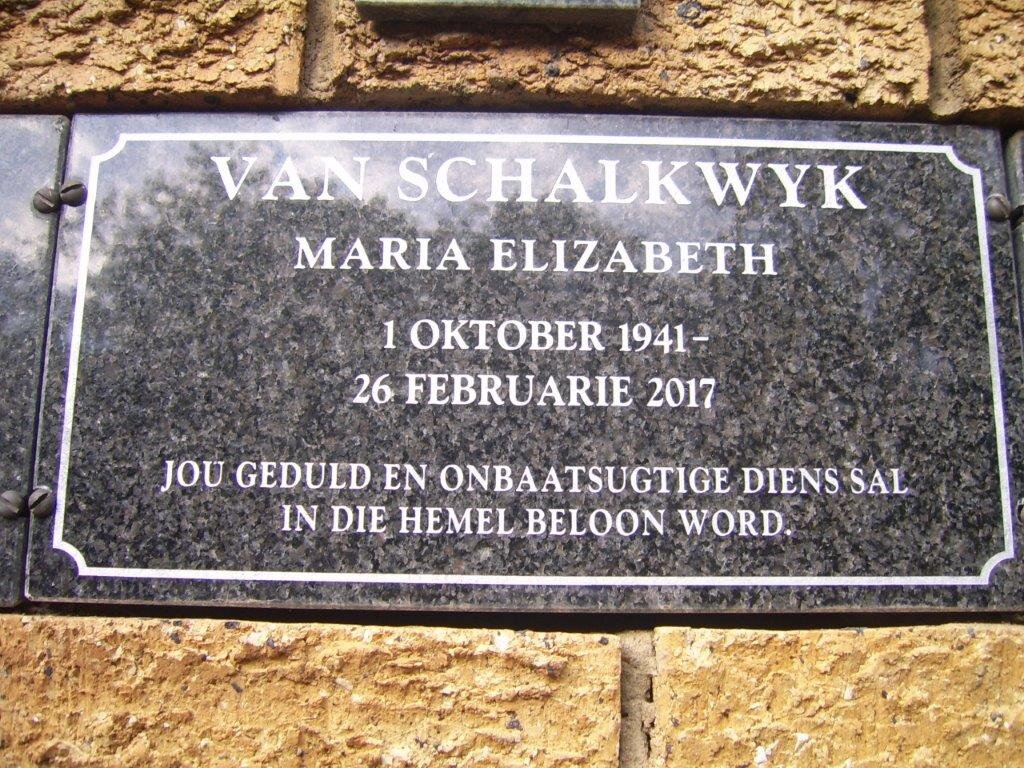 VAN SCHALKWYK
MARIA ELIZABETH
1 OKTOBER 1941-
26 FEBRUARIE 2017
JOU GEDULD EN ONBAATSUGTIGE DIENS SAL
IN DIE HEMEL BELOON WORD.